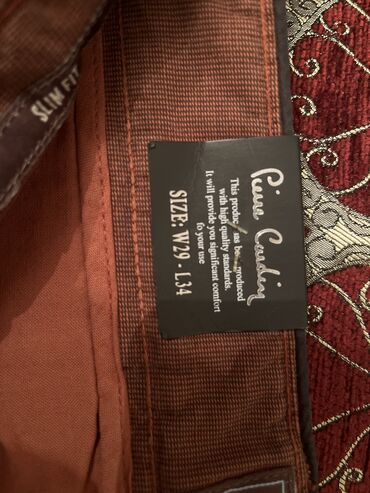 SLIM FIT
Pierre Cardin
This product has been produced
with high quality standards.
It will provide you significant comfort
fo your use
SIZE: W29 - L34